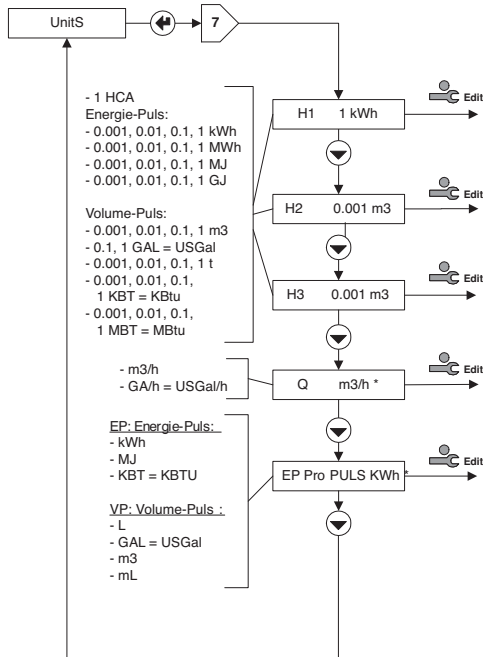 UnitS
7
- 1 HCA
Energie-Puls:
- 0.001, 0.01, 0.1, 1 kWh
- 0.001, 0.01, 0.1, 1 MWh
- 0.001, 0.01, 0.1, 1 MJ
- 0.001, 0.01, 0.1, 1 GJ
Volume-Puls:
- 0.001, 0.01, 0.1, 1 m3
- 0.1, 1 GAL = USGal
- 0.001, 0.01, 0.1, 1 t
- 0.001, 0.01, 0.1,
1 KBT = KBtu
- 0.001, 0.01, 0.1,
1 MBT = MBtu
H1 1 kWh
Edit
H2 0.001 m3
Edit
H3 0.001 m3
Edit
- m3/h
- GA/h = USGal/h
Q m3/h *
Edit
EP: Energie-Puls:
- kWh
- MJ
- KBT = KBTU
VP: Volume-Puls :
- L
- GAL = USGal
- m3
- mL
EP Pro PULS KWh *
Edit